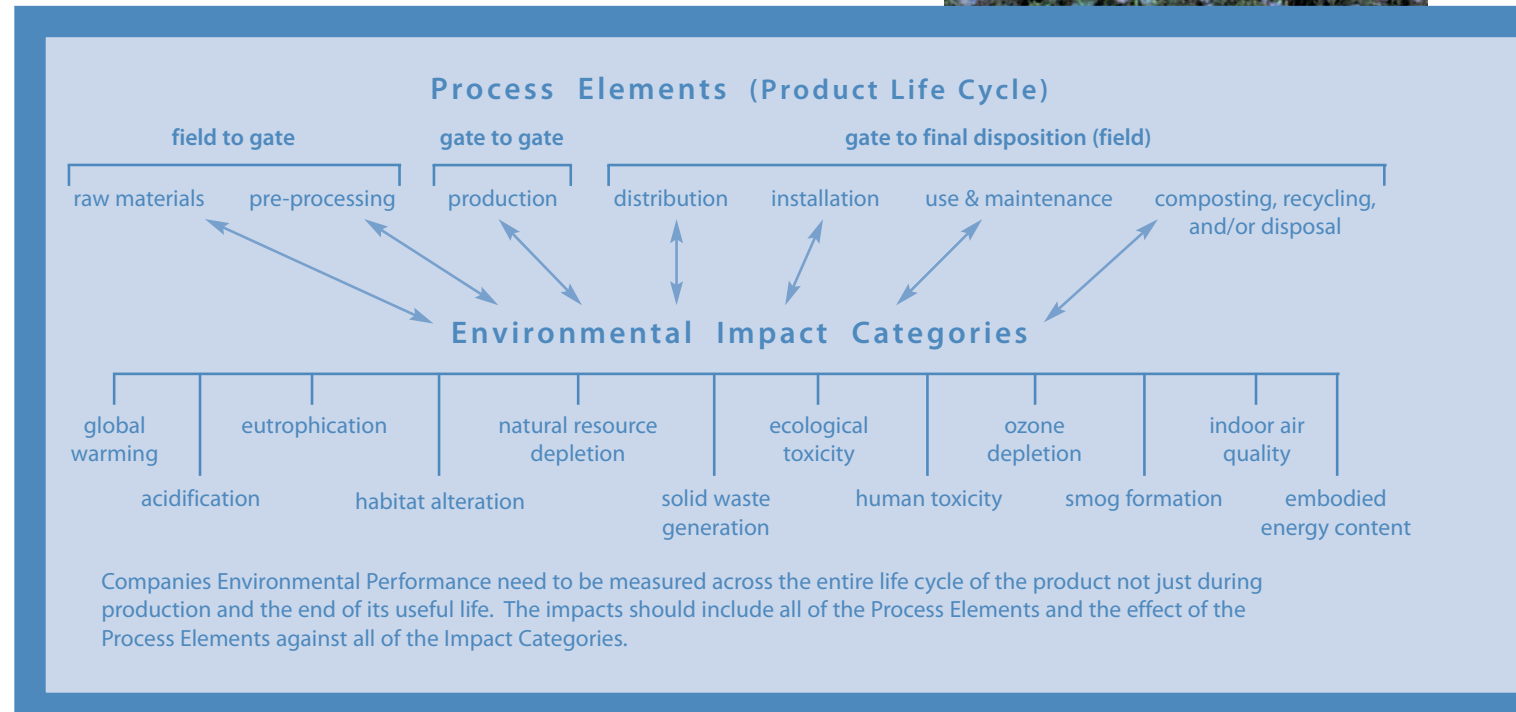 Process Elements (Product Life Cycle)
field to gate
gate to gate
gate to final disposition (field)
raw materials
pre-processing
production
distribution
installation
use & maintenance
composting, recycling,
and/or disposal
Environmental Impact Categories
global
warming
acidification
eutrophication
habitat alteration
natural resource
depletion
solid waste
generation
ecological
toxicity
human toxicity
ozone
depletion
smog formation
indoor air
quality
embodied
energy content
Companies Environmental Performance need to be measured across the entire life cycle of the product not just during
production and the end of its useful life. The impacts should include all of the Process Elements and the effect of the
Process Elements against all of the Impact Categories.